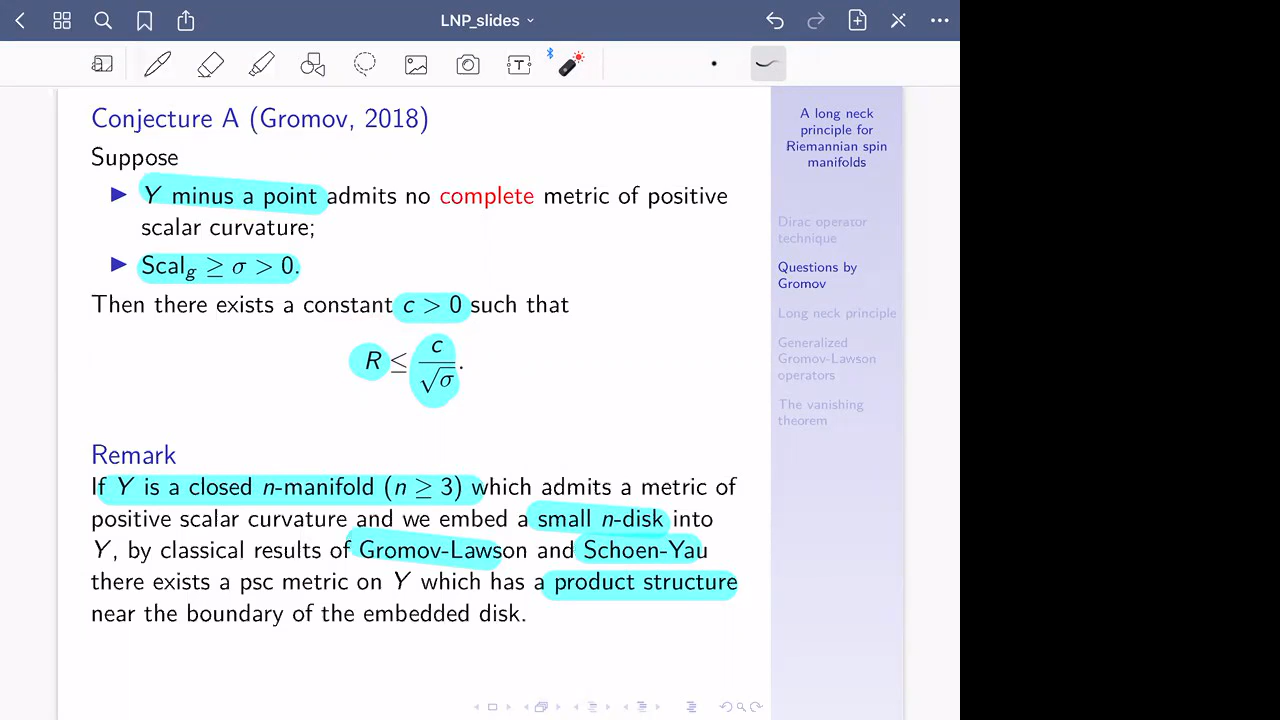 LNP_slides
Conjecture A (Gromov, 2018)
Suppose
▶ Y minus a point admits no complete metric of positive
scalar curvature;
▶ Scal_g ≥ σ > 0.
Then there exists a constant c > 0 such that
R ≤ c/√σ.
Remark
If Y is a closed n-manifold (n ≥ 3) which admits a metric of
positive scalar curvature and we embed a small n-disk into
Y, by classical results of Gromov-Lawson and Schoen-Yau
there exists a psc metric on Y which has a product structure
near the boundary of the embedded disk.
A long neck
principle for
Riemannian spin
manifolds
Dirac operator
technique
Questions by
Gromov
Long neck principle
Generalized
Gromov-Lawson
operators
The vanishing
theorem